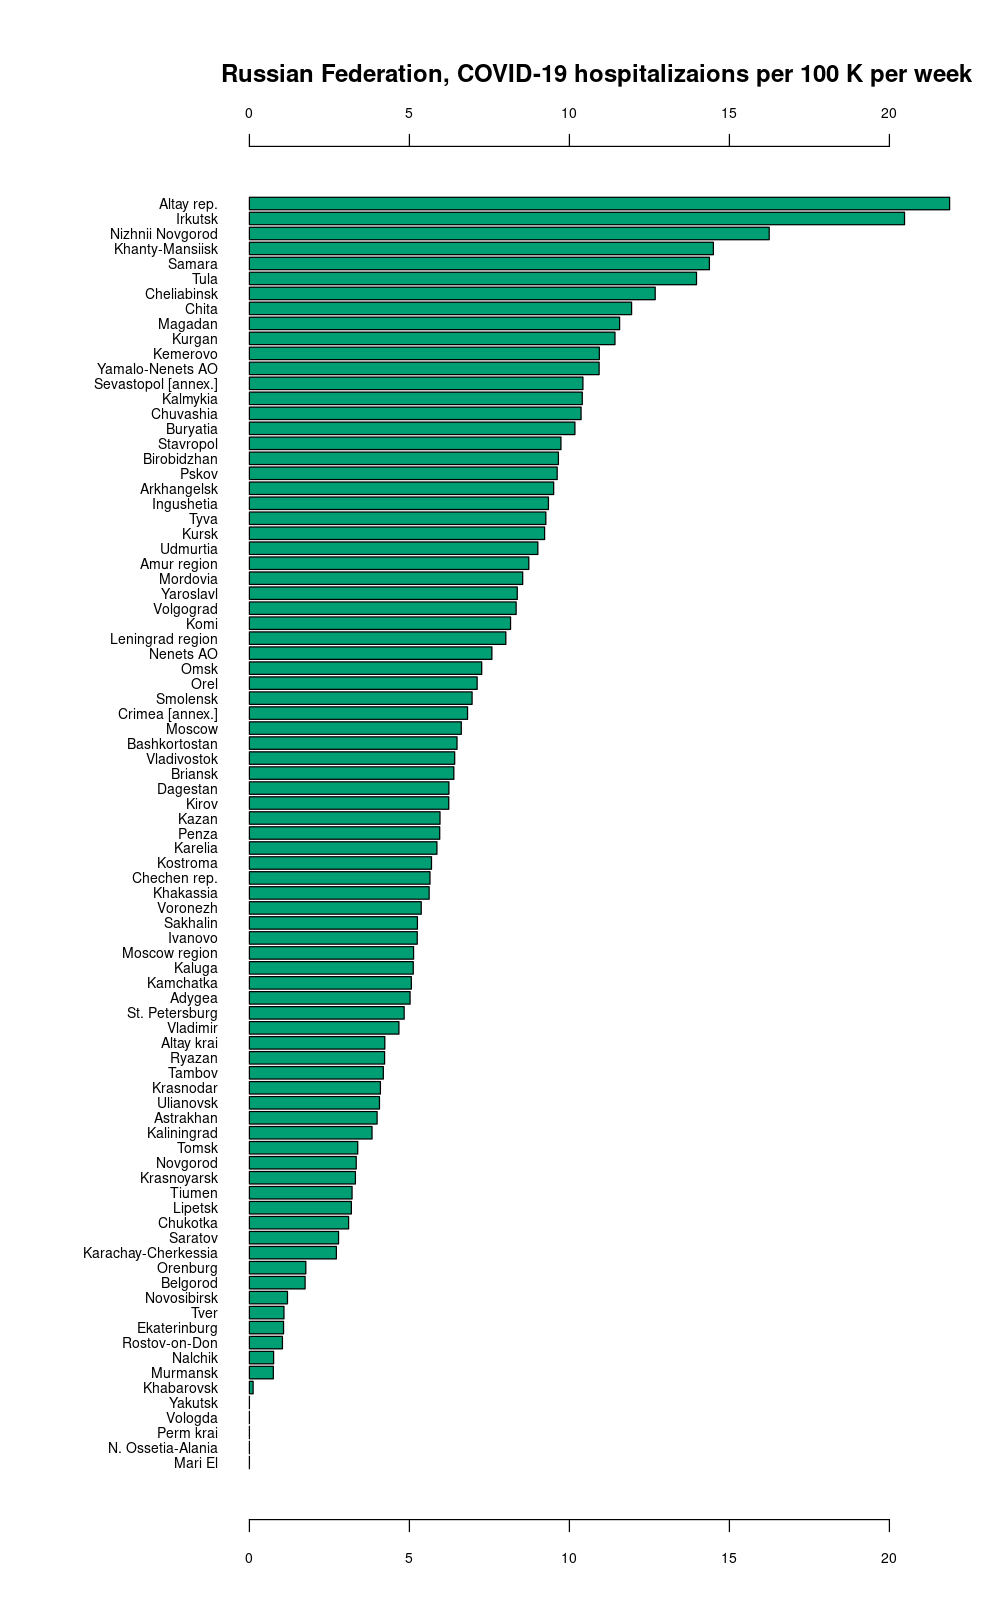 Russian Federation, COVID-19 hospitalizaions per 100 K per week
0 5 10 15 20
Altay rep.
Irkutsk
Nizhnii Novgorod
Khanty-Mansiisk
Samara
Tula
Cheliabinsk
Chita
Magadan
Kurgan
Kemerovo
Yamalo-Nenets AO
Sevastopol [annex.]
Kalmykia
Chuvashia
Buryatia
Stavropol
Birobidzhan
Pskov
Arkhangelsk
Ingushetia
Tyva
Kursk
Udmurtia
Amur region
Mordovia
Yaroslavl
Volgograd
Komi
Leningrad region
Nenets AO
Omsk
Orel
Smolensk
Crimea [annex.]
Moscow
Bashkortostan
Vladivostok
Briansk
Dagestan
Kirov
Kazan
Penza
Karelia
Kostroma
Chechen rep.
Khakassia
Voronezh
Sakhalin
Ivanovo
Moscow region
Kaluga
Kamchatka
Adygea
St. Petersburg
Vladimir
Altay krai
Ryazan
Tambov
Krasnodar
Ulianovsk
Astrakhan
Kaliningrad
Tomsk
Novgorod
Krasnoyarsk
Tiumen
Lipetsk
Chukotka
Saratov
Karachay-Cherkessia
Orenburg
Belgorod
Novosibirsk
Tver
Ekaterinburg
Rostov-on-Don
Nalchik
Murmansk
Khabarovsk
Yakutsk
Vologda
Perm krai
N. Ossetia-Alania
Mari El
0 5 10 15 20